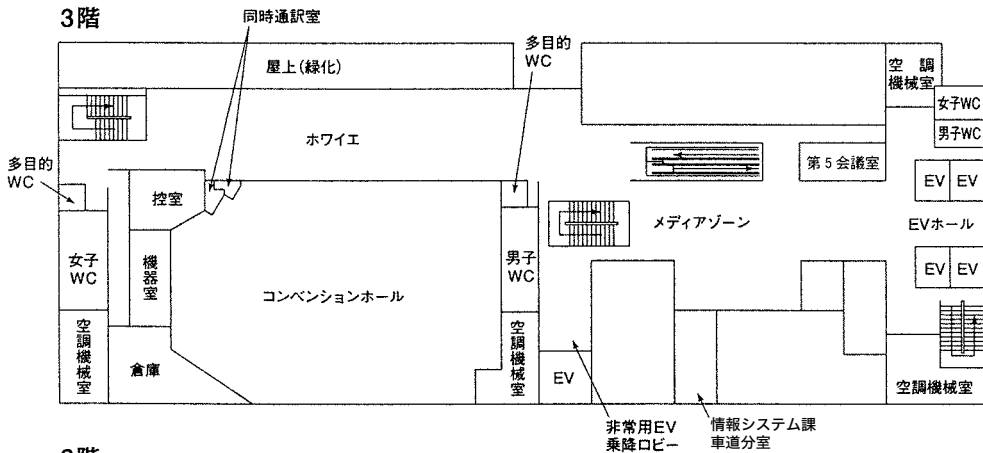 3階
同時通訳室
多目的
WC
屋上(緑化)
空調
機械室
女子WC
男子WC
ホワイエ
第5会議室
多目的
WC
控室
EV
EV
メディアゾーン
EVホール
女子
WC
機器室
コンベンションホール
男子
WC
EV
EV
空調機械室
倉庫
空調機械室
EV
空調機械室
非常用EV
乗降ロビー
情報システム課
車道分室